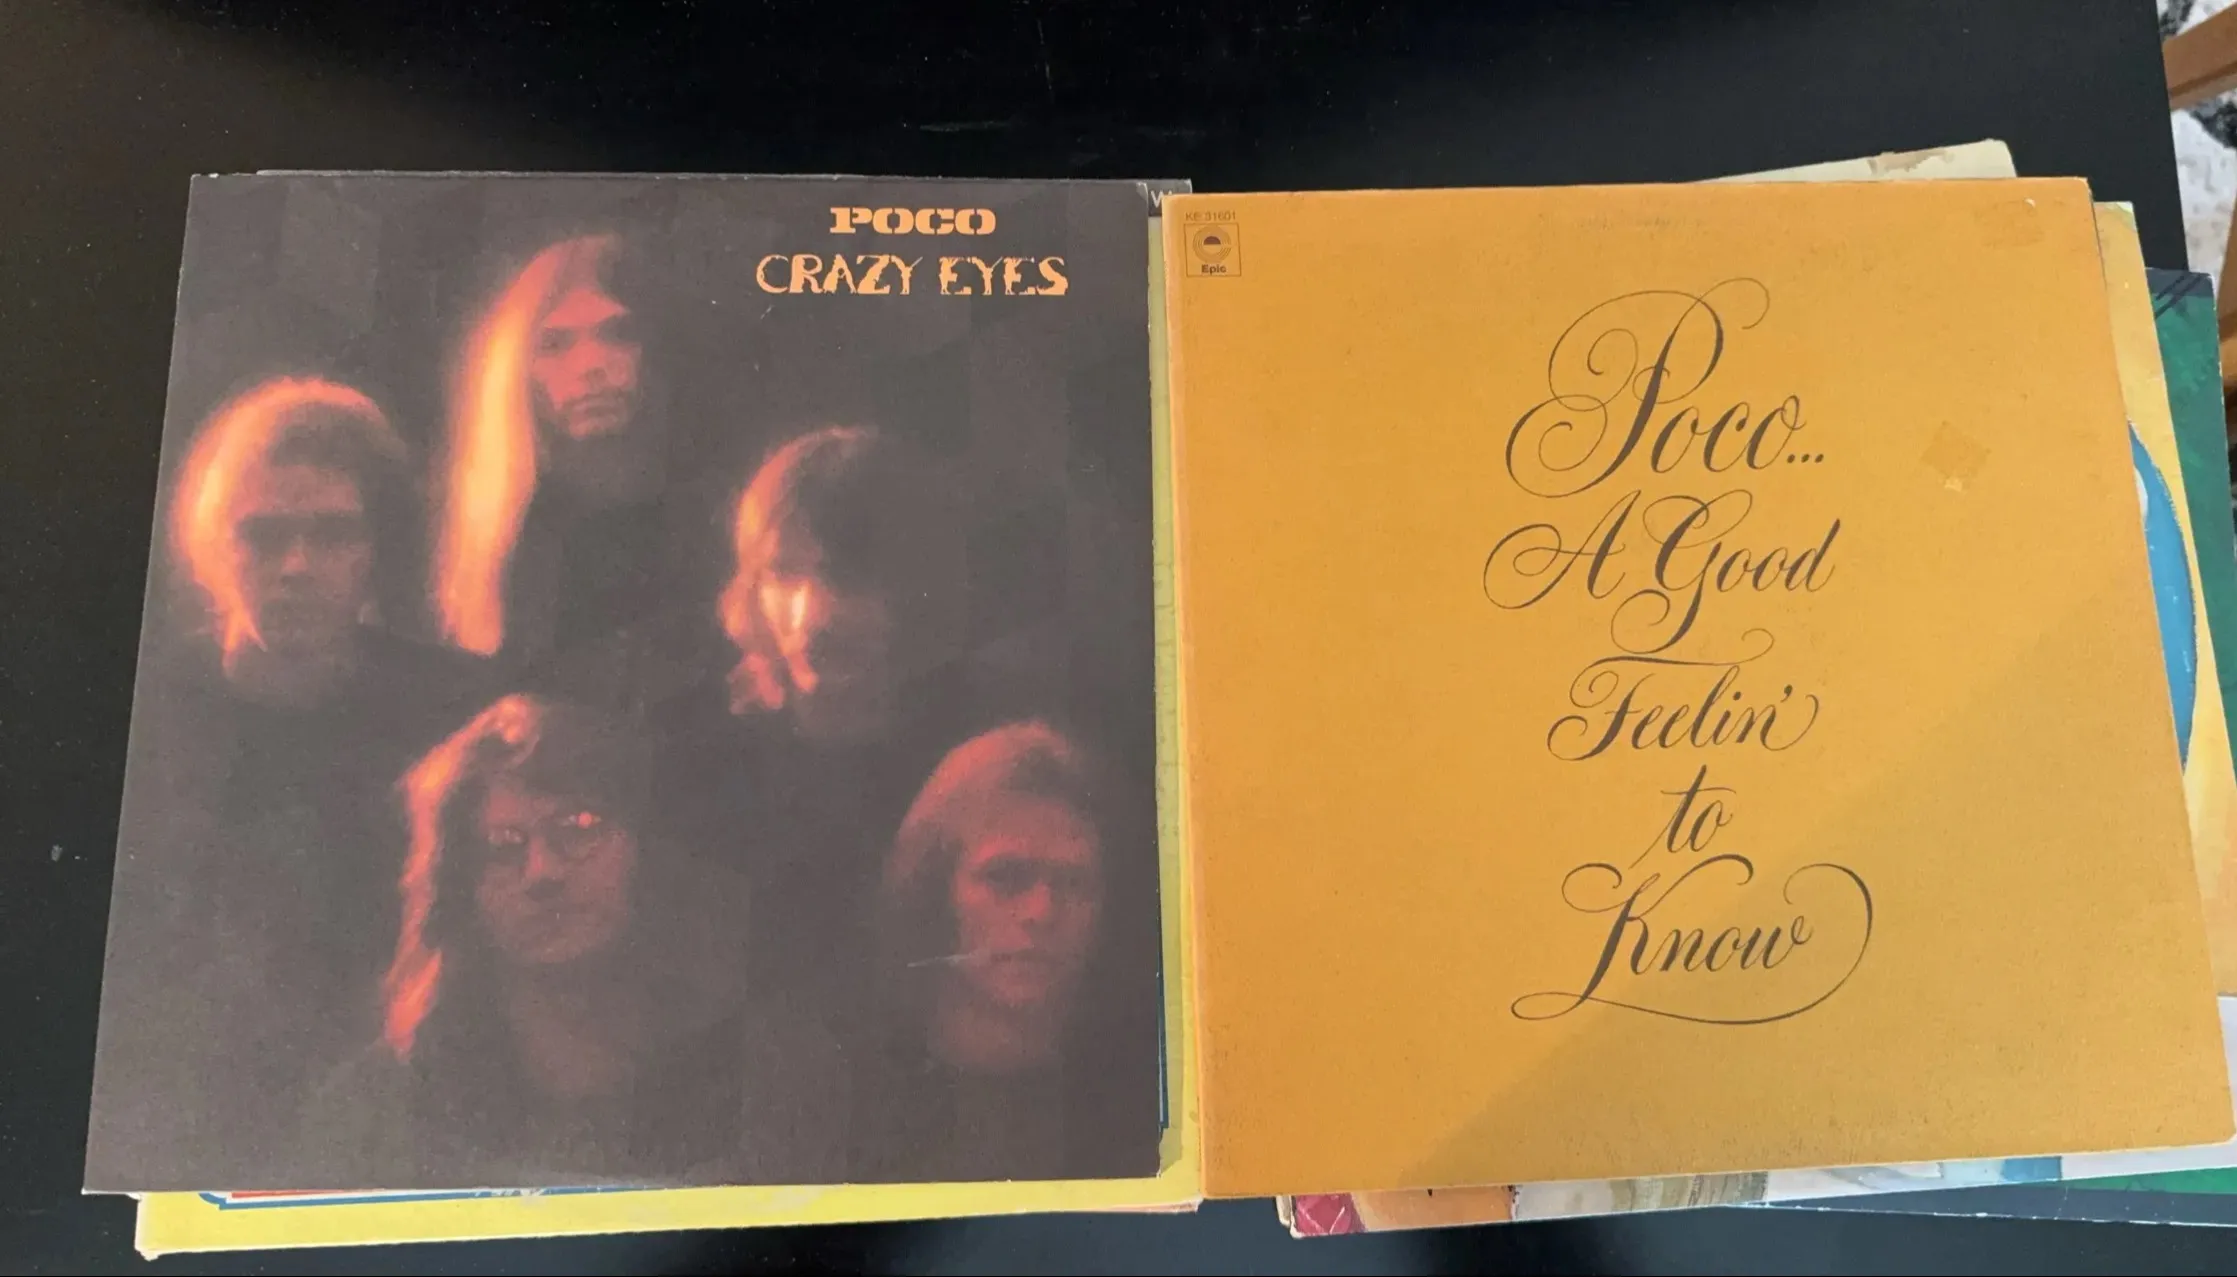 POCO
CRAZY EYES
KE 31601
Epic
Poco...
A Good
Feelin'
to
Know